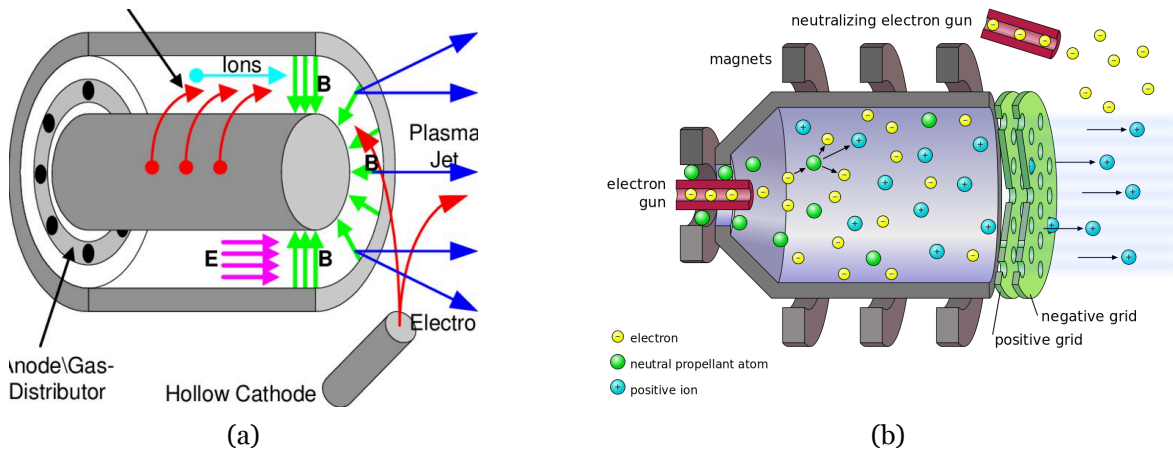 Ions
B
Plasma
Jet
B
E
B
Electro
Anode\Gas-
Distributor
Hollow Cathode
(a)
neutralizing electron gun
magnets
electron
gun
negative grid
positive grid
electron
neutral propellant atom
positive ion
(b)